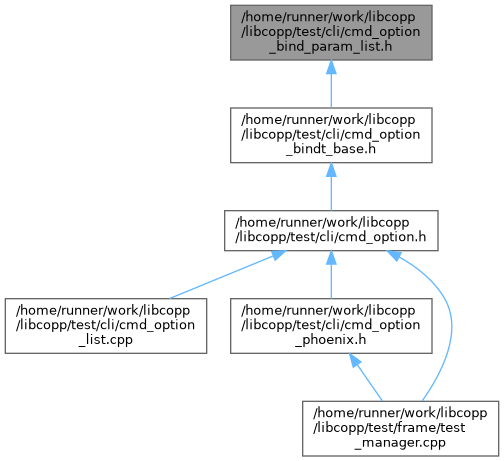 /home/runner/work/libcopp
/libcopp/test/cli/cmd_option
_bind_param_list.h
/home/runner/work/libcopp
/libcopp/test/cli/cmd_option
_bindt_base.h
/home/runner/work/libcopp
/libcopp/test/cli/cmd_option.h
/home/runner/work/libcopp
/libcopp/test/cli/cmd_option
_list.cpp
/home/runner/work/libcopp
/libcopp/test/cli/cmd_option
_phoenix.h
/home/runner/work/libcopp
/libcopp/test/frame/test
_manager.cpp